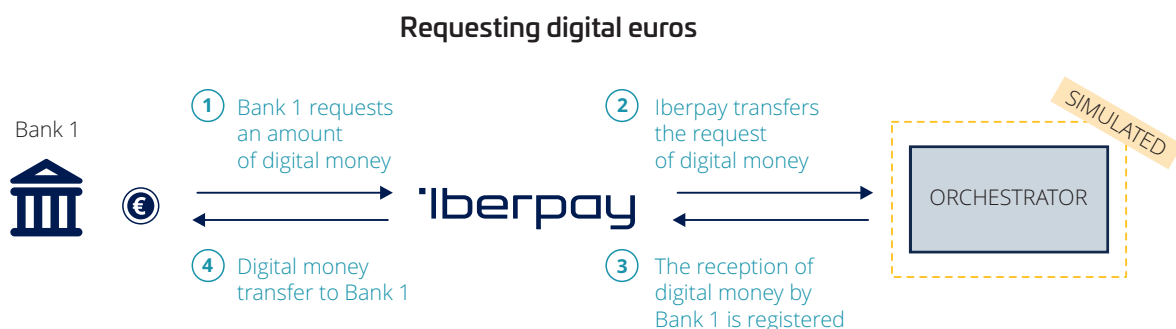 Requesting digital euros
Bank 1
€
1 Bank 1 requests
an amount
of digital money
2 Iberpay transfers
the request
of digital money
SIMULATED
Iberpay
ORCHESTRATOR
4 Digital money
transfer to Bank 1
3 The reception of
digital money by
Bank 1 is registered